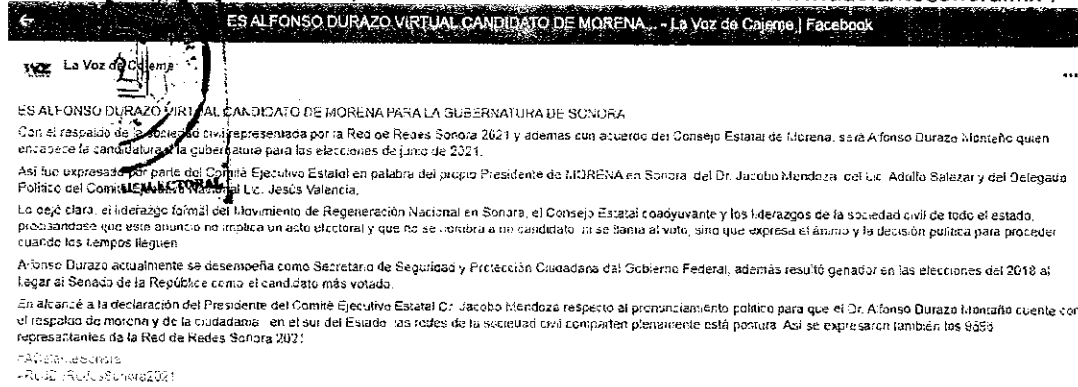 ES ALFONSO DURAZO VIRTUAL CANDIDATO DE MORENA... - La Voz de Cajeme | Facebook
La Voz de Cajeme
ES ALFONSO DURAZO VIRTUAL CANDIDATO DE MORENA PARA LA GUBERNATURA DE SONORA
Con el respaldo de la sociedad civil representada por la Red de Redes Sonora 2021 y ademas con acuerdo del Consejo Estatal de Morena, será Alfonso Durazo Montaño quien
encabece la candidatura a la gubernatura para las elecciones de junio de 2021.
Así fue expresado por parte del Comité Ejecutivo Estatal en palabra del propio Presidente de MORENA en Sonora, del Dr. Jacobo Mendoza, del Lic. Adolfo Salazar y del Delegado
Político del Comité Ejecutivo Nacional Lic. Jesús Valencia.
ELECTORAL
Lo dejó claro, el liderazgo formal del Movimiento de Regeneración Nacional en Sonora, el Consejo Estatal coadyuvante y los liderazgos de la sociedad civil de todo el estado,
precisandose que este anuncio no implica un acto electoral y que no se nombra a un candidato, ni se llama al voto, sino que expresa el ánimo y la decisión política para proceder
cuando los tiempos lleguen
Alfonso Durazo actualmente se desempeña como Secretario de Seguridad y Protección Ciudadana del Gobierno Federal, además resultó ganador en las elecciones del 2018 al
llegar al Senado de la República como el candidato más votado.
En alcance a la declaración del Presidente del Comité Ejecutivo Estatal Dr. Jacobo Mendoza respecto al pronunciamiento político para que el Dr. Alfonso Durazo Montaño cuente con
el respaldo de morena y de la ciudadania, en el sur del Estado las redes de la sociedad civil comparten plenamente está postura. Así se expresaron también los
representantes de la Red de Redes Sonora 2021